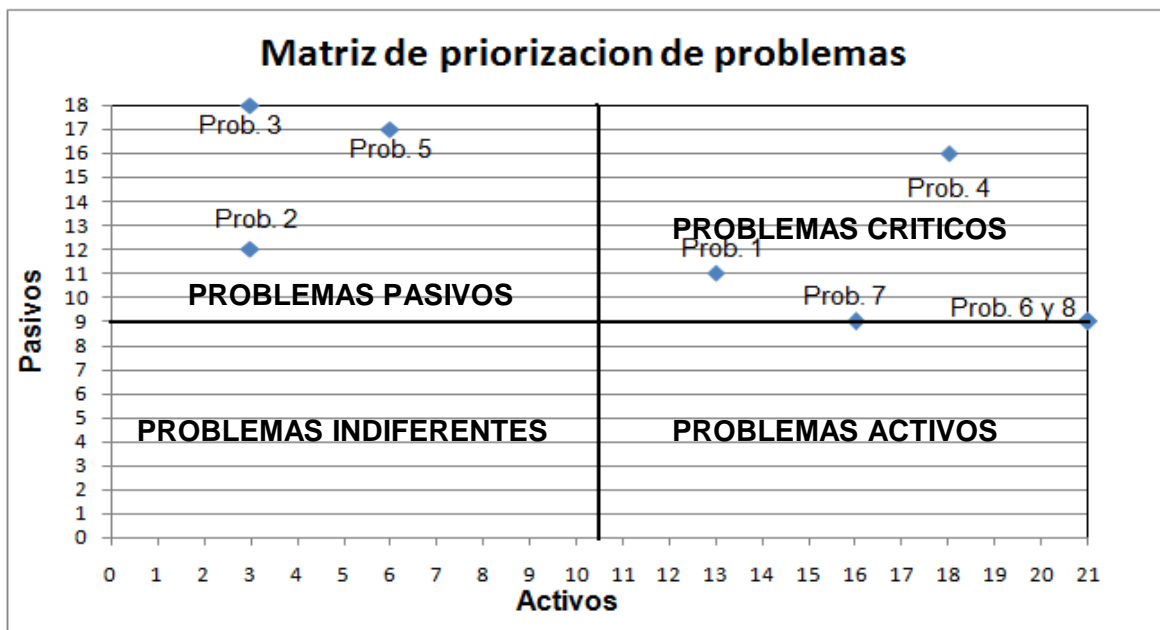 Matriz de priorizacion de problemas
18
17
16
15
14
13
12
11
10
9
8
7
6
5
4
3
2
1
0
Pasivos
Prob. 3
Prob. 5
Prob. 4
Prob. 2
PROBLEMAS CRITICOS
Prob. 1
PROBLEMAS PASIVOS
Prob. 7
Prob. 6 y 8
PROBLEMAS INDIFERENTES
PROBLEMAS ACTIVOS
0 1 2 3 4 5 6 7 8 9 10 11 12 13 14 15 16 17 18 19 20 21
Activos